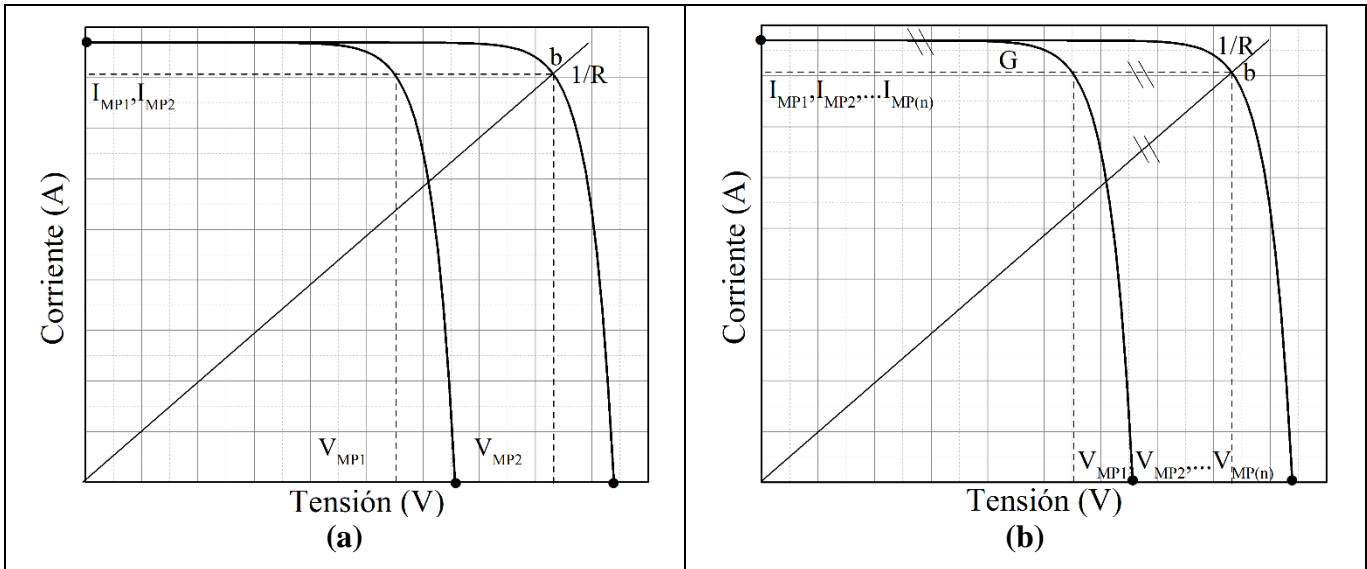 b
1/R
I_MP1,I_MP2
Corriente (A)
V_MP1
V_MP2
Tensión (V)
(a)
1/R
G
b
I_MP1,I_MP2,...I_MP(n)
Corriente (A)
V_MP1,V_MP2,...V_MP(n)
Tensión (V)
(b)